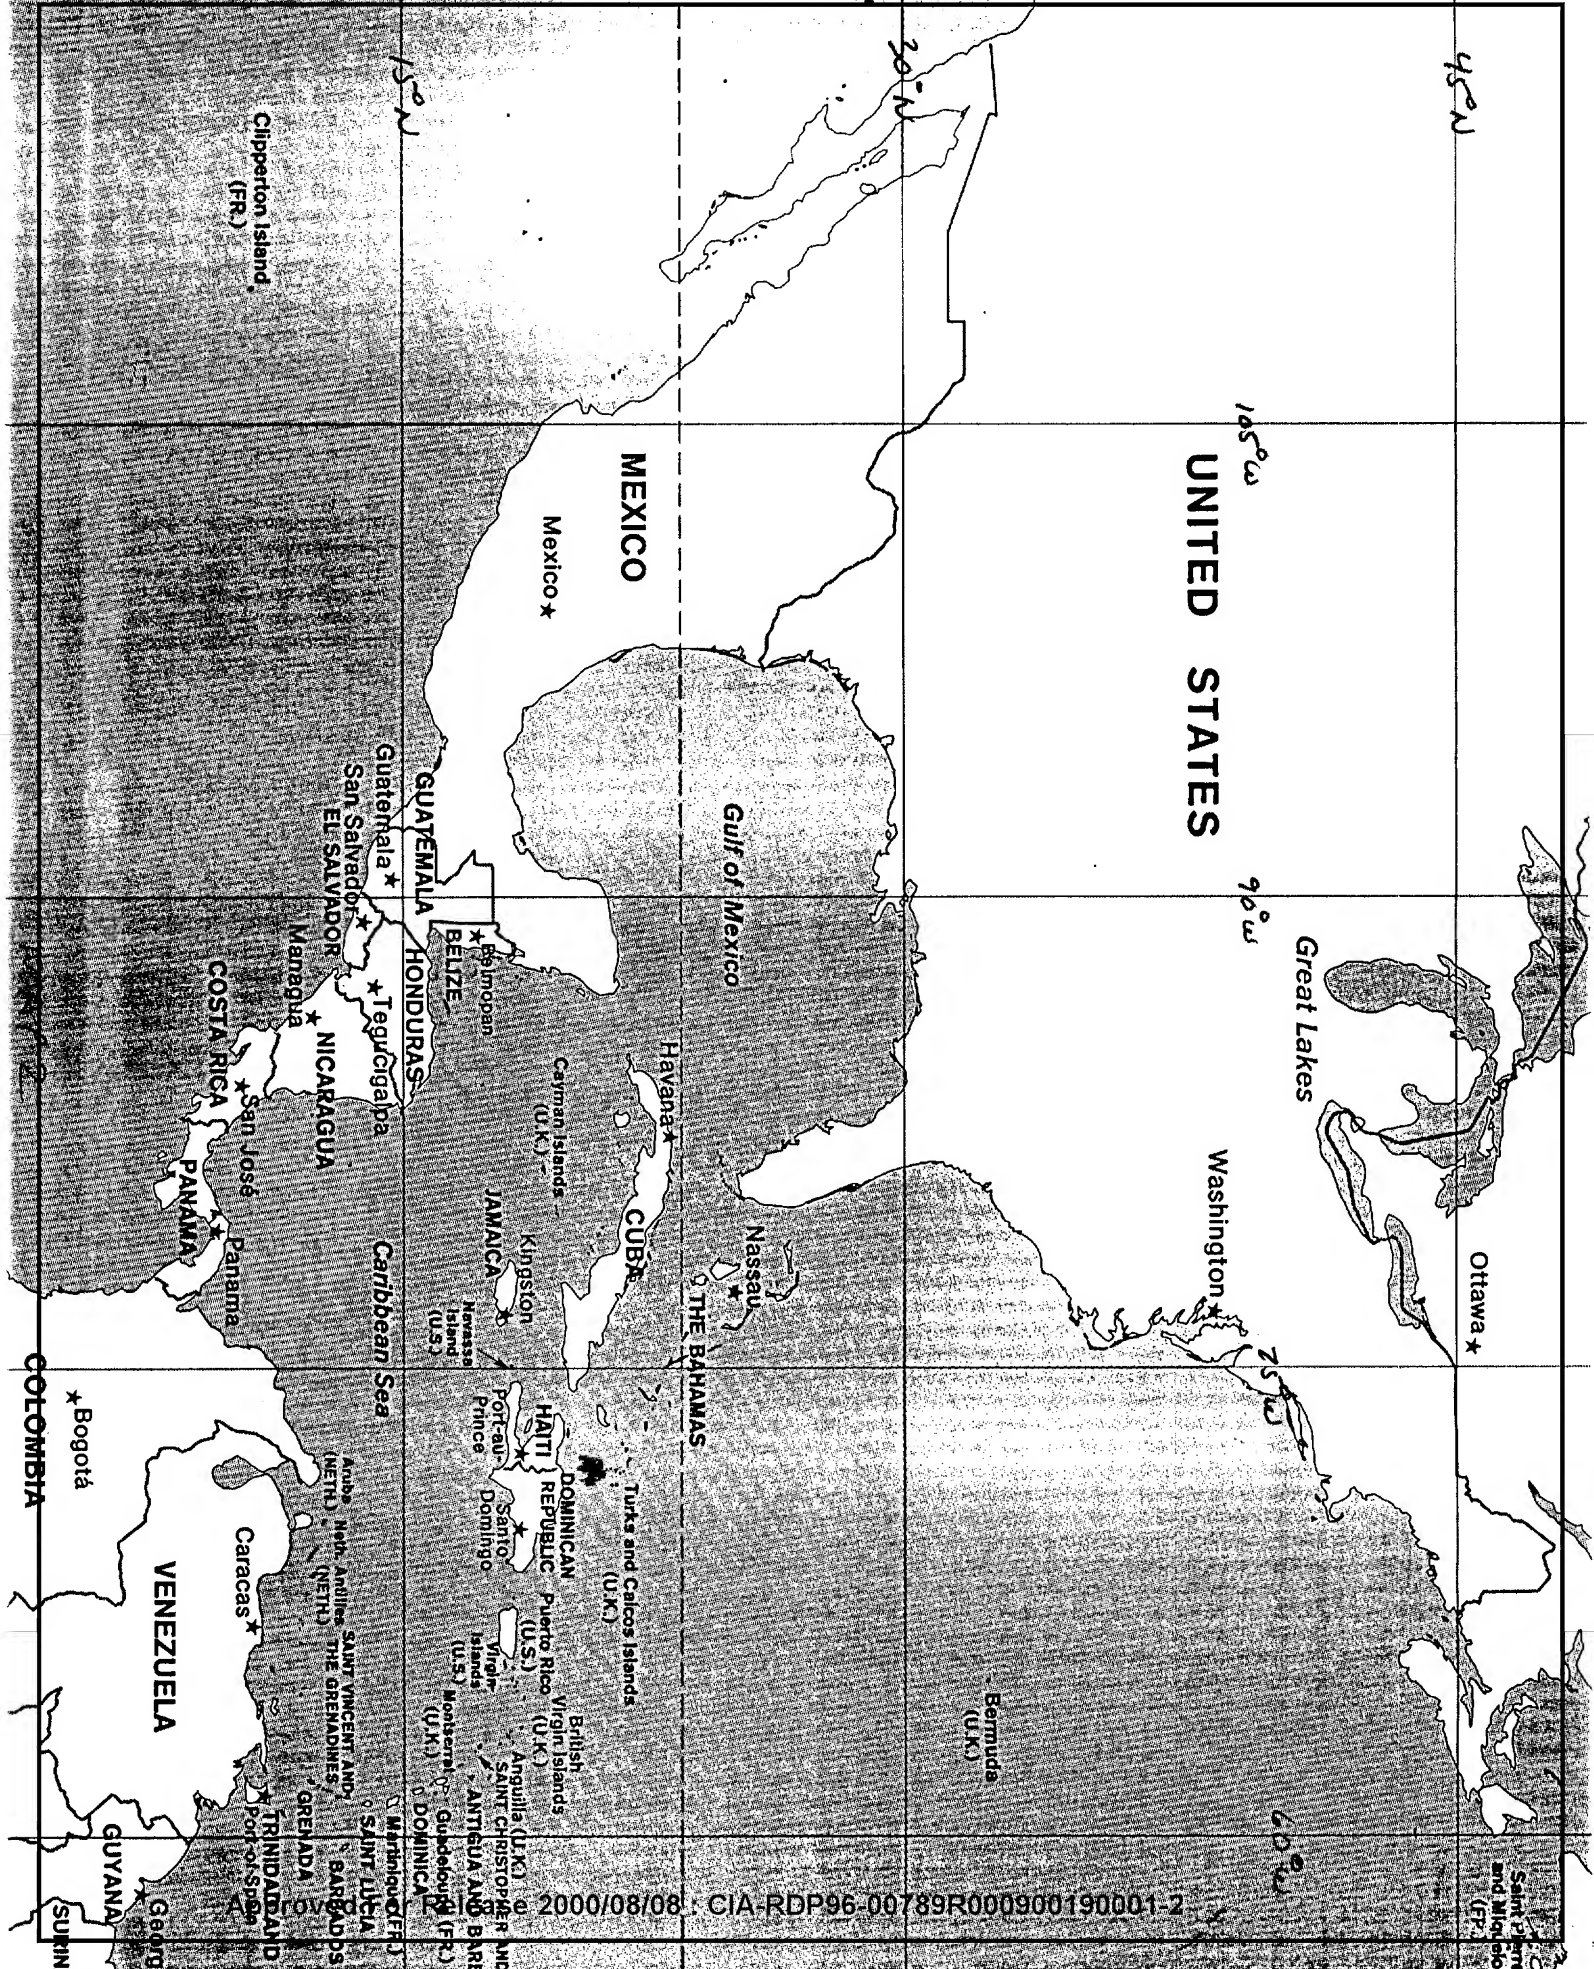 45°N
30°N
15°N
105°W
90°W
75°W
60°W
UNITED STATES
Great Lakes
Ottawa
Washington
Saint Pierre
and Miquelon
(FR.)
Bermuda
(U.K.)
MEXICO
Mexico
Gulf of Mexico
Clipperton Island
(FR.)
Havana
CUBA
Nassau
THE BAHAMAS
Turks and Caicos Islands
(U.K.)
Cayman Islands
(U.K.)
JAMAICA
Kingston
Navassa
Island
(U.S.)
HAITI
Port-au-
Prince
DOMINICAN
REPUBLIC
Santo
Domingo
Puerto Rico
(U.S.)
Virgin
Islands
(U.S.)
British
Virgin Islands
(U.K.)
Anguilla (U.K.)
SAINT CHRISTOPHER AND
ANTIGUA AND BAR
Montserrat
(U.K.)
Guadeloupe (FR.)
DOMINICA
Martinique (FR.)
SAINT LUCIA
SAINT VINCENT AND
THE GRENADINES
BARBADOS
GRENADA
TRINIDAD AND
Port-of-Spain
Aruba
(NETH.)
Neth. Antilles
(NETH.)
Caribbean Sea
BELIZE
Belmopan
GUATEMALA
Guatemala
San Salvador
EL SALVADOR
HONDURAS
Tegucigalpa
NICARAGUA
Managua
COSTA RICA
San José
PANAMA
Panama
COLOMBIA
Bogotá
VENEZUELA
Caracas
GUYANA
Georg
SURIN
Approved For Release 2000/08/08 : CIA-RDP96-00789R000900190001-2